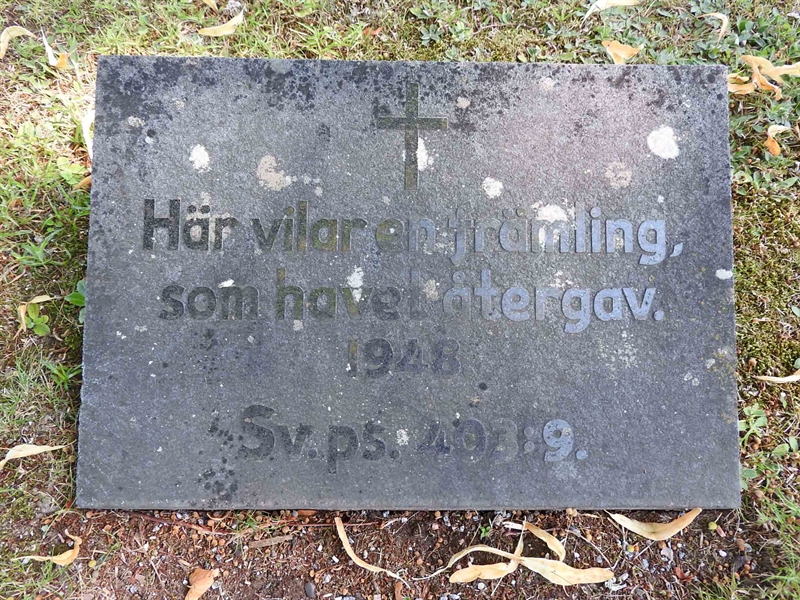 Här vilar en främling,
som havet återgav.
1948
Sv.ps. 403:9.